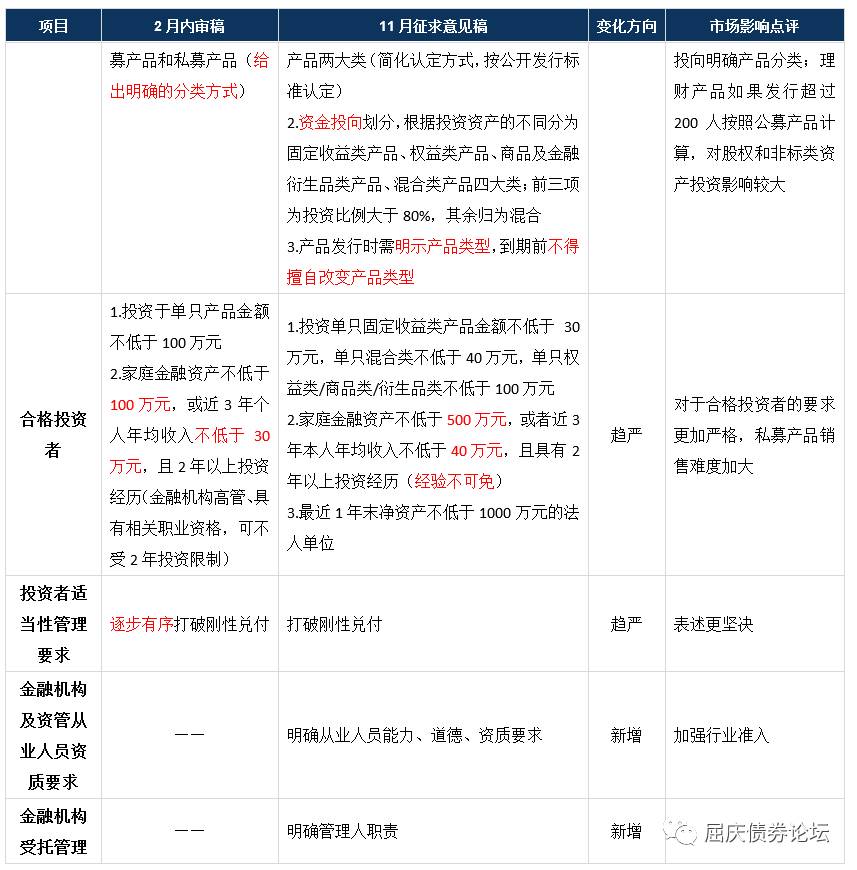 项目
2月内审稿
11月征求意见稿
变化方向
市场影响点评
募产品和私募产品（给
出明确的分类方式）
产品两大类（简化认定方式，按公开发行标
准认定）
2.资金投向划分，根据投资资产的不同分为
固定收益类产品、权益类产品、商品及金融
衍生品类产品、混合类产品四大类；前三项
为投资比例大于80%，其余归为混合
3.产品发行时需明示产品类型，到期前不得
擅自改变产品类型
投向明确产品分类；理
财产品如果发行超过
200 人按照公募产品计
算，对股权和非标类资
产投资影响较大
合格投资
者
1.投资于单只产品金额
不低于100万元
2.家庭金融资产不低于
100万元，或近3年个
人年均收入不低于 30
万元，且2年以上投资
经历（金融机构高管、具
有相关职业资格，可不
受2年投资限制）
1.投资单只固定收益类产品金额不低于 30
万元，单只混合类不低于40万元，单只权
益类/商品类/衍生品类不低于100万元
2.家庭金融资产不低于500万元，或者近3
年本人年均收入不低于40万元，且具有2
年以上投资经历（经验不可免）
3.最近1年末净资产不低于1000万元的法
人单位
趋严
对于合格投资者的要求
更加严格，私募产品销
售难度加大
投资者适
当性管理
要求
逐步有序打破刚性兑付
打破刚性兑付
趋严
表述更坚决
金融机构
及资管从
业人员资
质要求
——
明确从业人员能力、道德、资质要求
新增
加强行业准入
金融机构
受托管理
——
明确管理人职责
新增
屈庆债券论坛